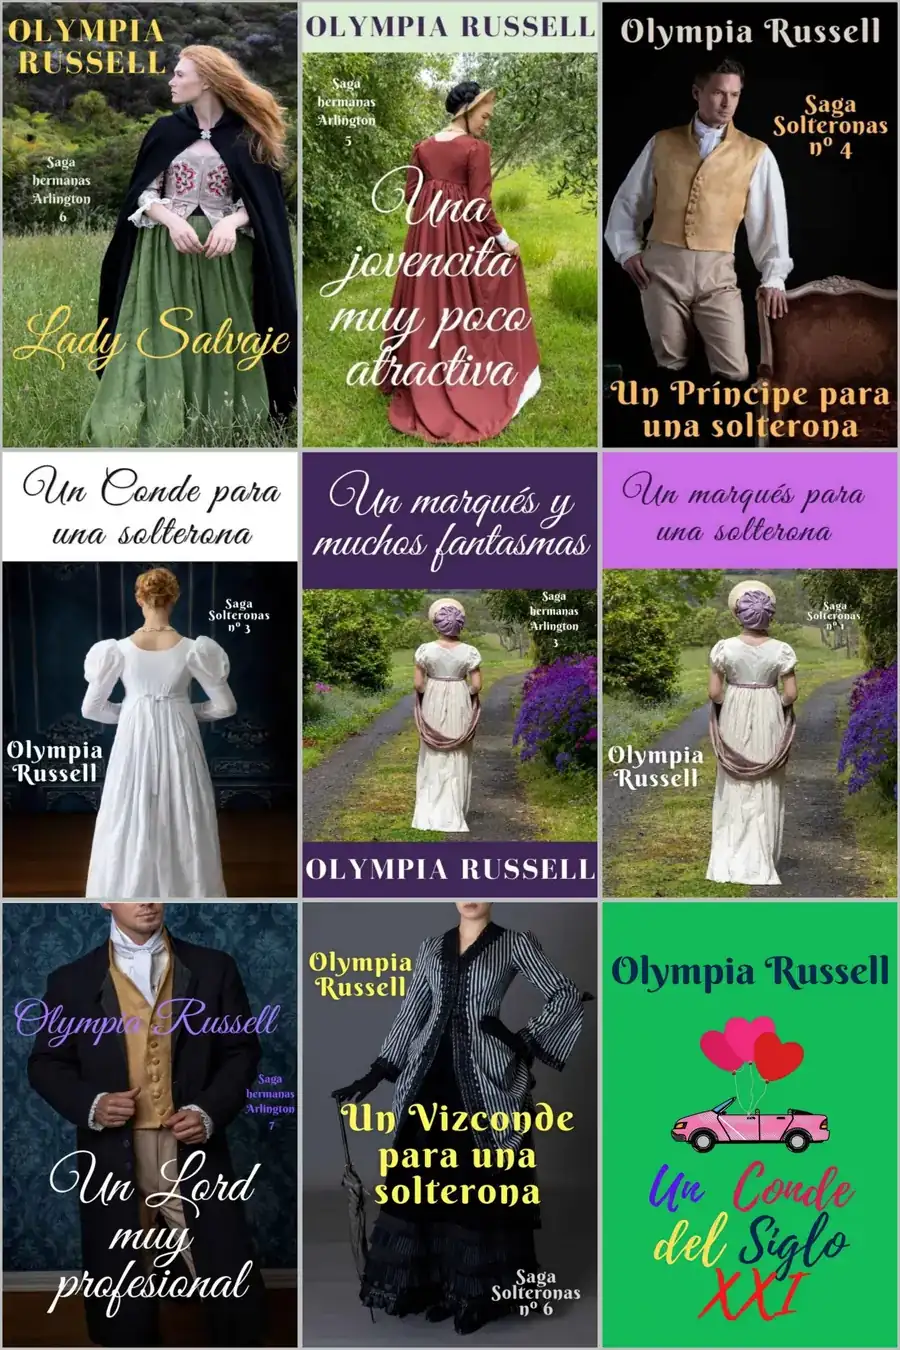 OLYMPIA
RUSSELL
Saga
hermanas
Arlington
6
Lady Salvaje
OLYMPIA RUSSELL
Saga
hermanas
Arlington
5
Una
jovencita
muy poco
atractiva
Olympia Russell
Saga
Solteronas
nº 4
Un Príncipe para
una solterona
Un Conde para
una solterona
Saga
Solteronas
nº 3
Olympia
Russell
Un marqués y
muchos fantasmas
Saga
hermanas
Arlington
3
OLYMPIA RUSSELL
Un marqués para
una solterona
Saga
Solteronas
nº 1
Olympia
Russell
Olympia Russell
Saga
hermanas
Arlington
7
Un Lord
muy
profesional
Olympia
Russell
Un Vizconde
para una
solterona
Saga
Solteronas
nº 6
Olympia Russell
Un Conde
del Siglo
XXI